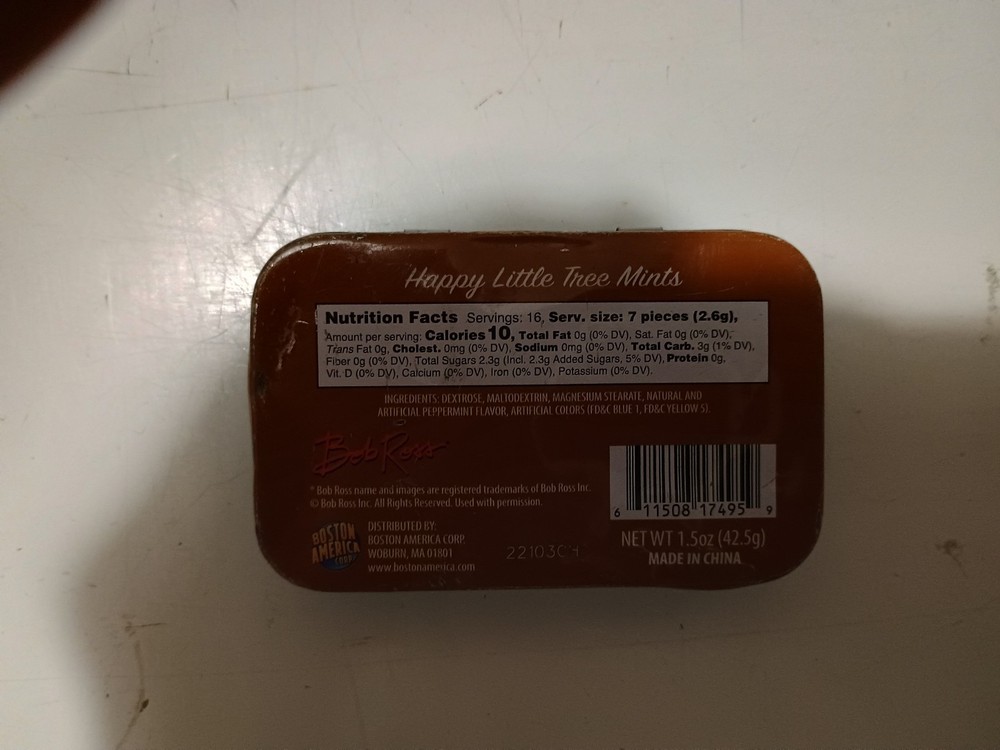 Happy Little Tree Mints
Nutrition Facts Servings: 16, Serv. size: 7 pieces (2.6g),
Amount per serving: Calories 10, Total Fat 0g (0% DV), Sat. Fat 0g (0% DV),
Trans Fat 0g, Cholest. 0mg (0% DV), Sodium 0mg (0% DV), Total Carb. 3g (1% DV),
Fiber 0g (0% DV), Total Sugars 2.3g (Incl. 2.3g Added Sugars, 5% DV), Protein 0g,
Vit. D (0% DV), Calcium (0% DV), Iron (0% DV), Potassium (0% DV).
INGREDIENTS: DEXTROSE, MALTODEXTRIN, MAGNESIUM STEARATE, NATURAL AND
ARTIFICIAL PEPPERMINT FLAVOR, ARTIFICIAL COLORS (FD&C BLUE 1, FD&C YELLOW 5).
Bob Ross
® Bob Ross name and images are registered trademarks of Bob Ross Inc.
© Bob Ross Inc. All Rights Reserved. Used with permission.
BOSTON
AMERICA
CORP.
DISTRIBUTED BY:
BOSTON AMERICA CORP.
WOBURN, MA 01801
www.bostonamerica.com
22103CH
6 11508 17495 9
NET WT 1.5oz (42.5g)
MADE IN CHINA